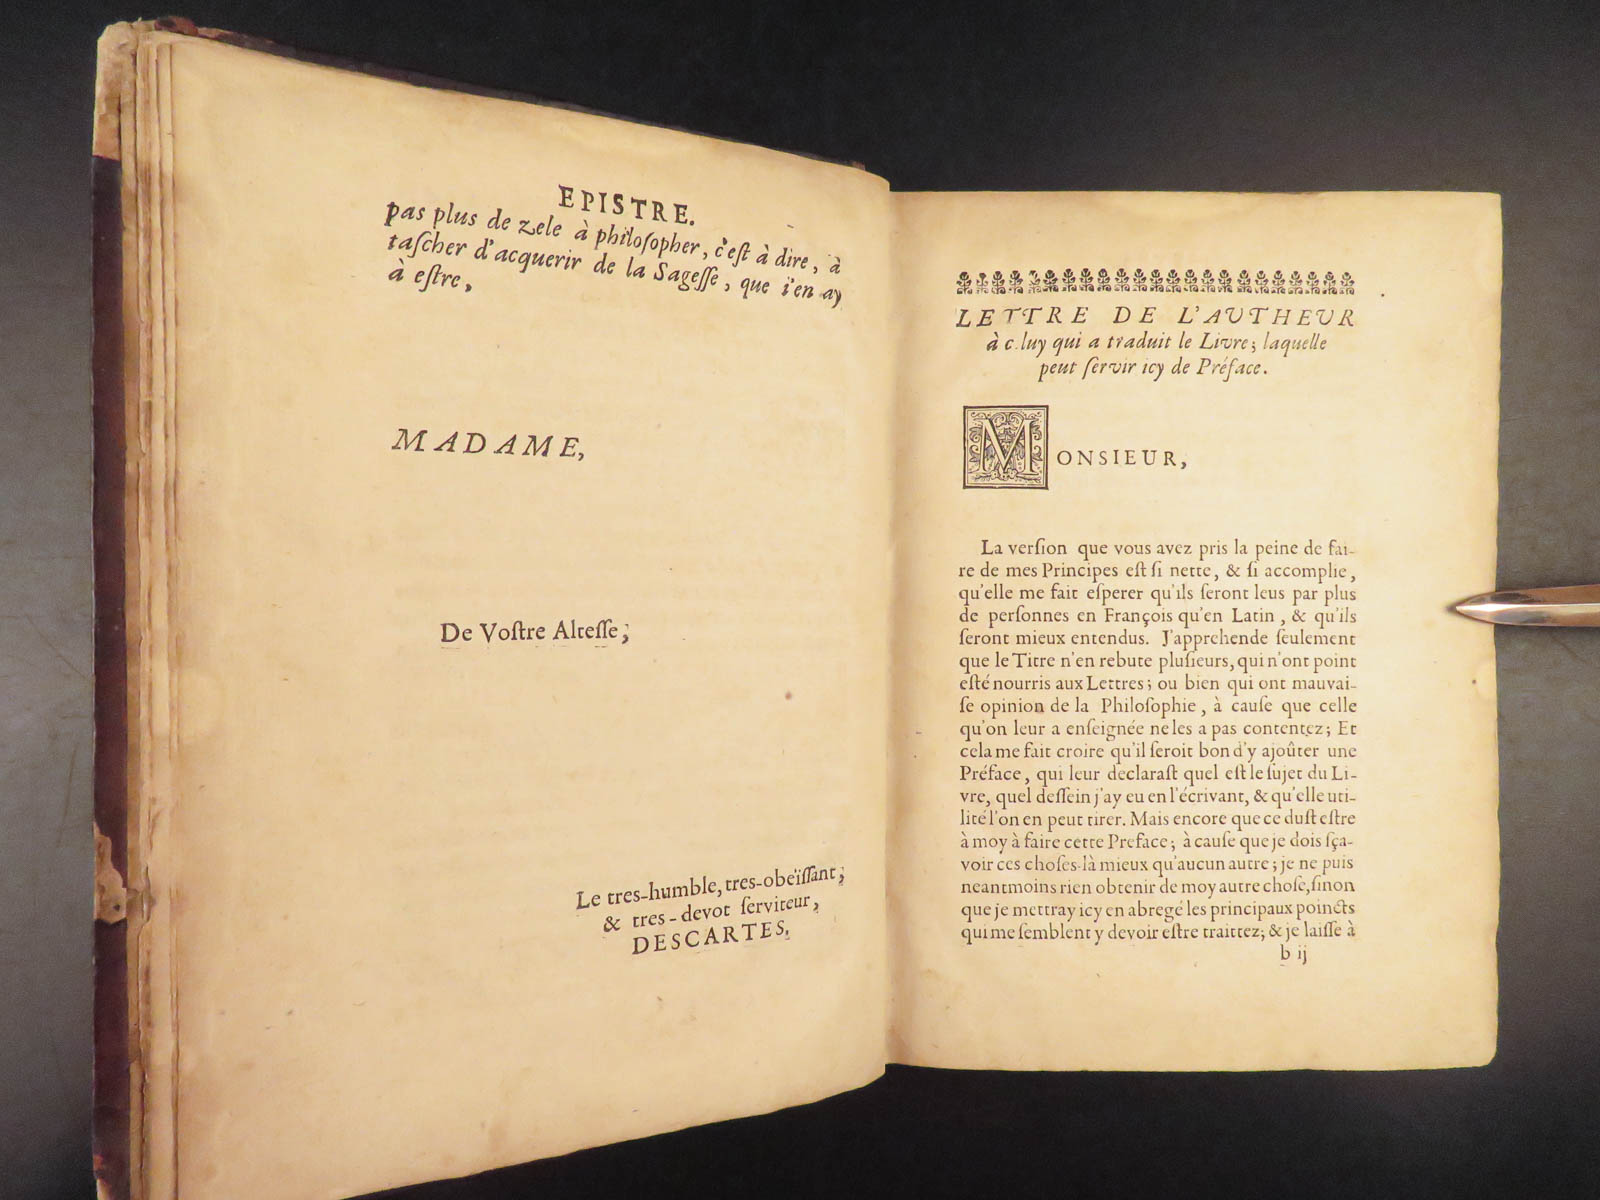 EPISTRE.
pas plus de zele à philoſopher, c'eſt à dire, à
taſcher d'acquerir de la Sageſſe, que i'en ay
à eſtre,
MADAME,
De Voſtre Alteſſe;
Le tres-humble, tres-obeïſſant;
& tres-devot ſerviteur,
DESCARTES.
LETTRE DE L'AVTHEVR
à c.luy qui a traduit le Livre; laquelle
peut ſervir icy de Préface.
MONSIEUR,
La verſion que vous avez pris la peine de fai-
re de mes Principes eſt ſi nette, & ſi accomplie,
qu'elle me fait eſperer qu'ils ſeront leus par plus
de perſonnes en François qu'en Latin, & qu'ils
ſeront mieux entendus. J'apprehende ſeulement
que le Titre n'en rebute pluſieurs, qui n'ont point
eſté nourris aux Lettres; ou bien qui ont mauvai-
ſe opinion de la Philoſophie, à cauſe que celle
qu'on leur a enſeignée ne les a pas contentez; Et
cela me fait croire qu'il ſeroit bon d'y ajoûter une
Préface, qui leur declaraſt quel eſt le ſujet du Li-
vre, quel deſſein j'ay eu en l'écrivant, & qu'elle uti-
lité l'on en peut tirer. Mais encore que ce duſt eſtre
à moy à faire cette Preface; à cauſe que je dois ſça-
voir ces choſes-là mieux qu'aucun autre; je ne puis
neantmoins rien obtenir de moy autre choſe, ſinon
que je mettray icy en abregé les principaux poincts
qui me ſemblent y devoir eſtre traittez; & je laiſſe à
b ij